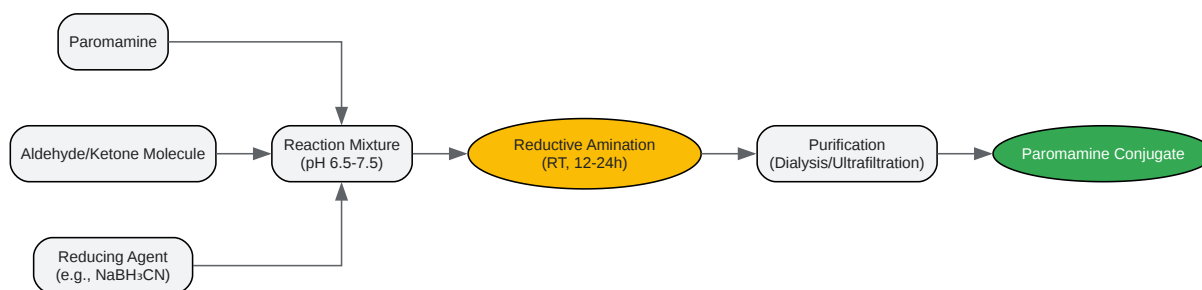 Paromamine
Aldehyde/Ketone Molecule
Reducing Agent
(e.g., NaBH₃CN)
Reaction Mixture
(pH 6.5-7.5)
Reductive Amination
(RT, 12-24h)
Purification
(Dialysis/Ultrafiltration)
Paromamine Conjugate